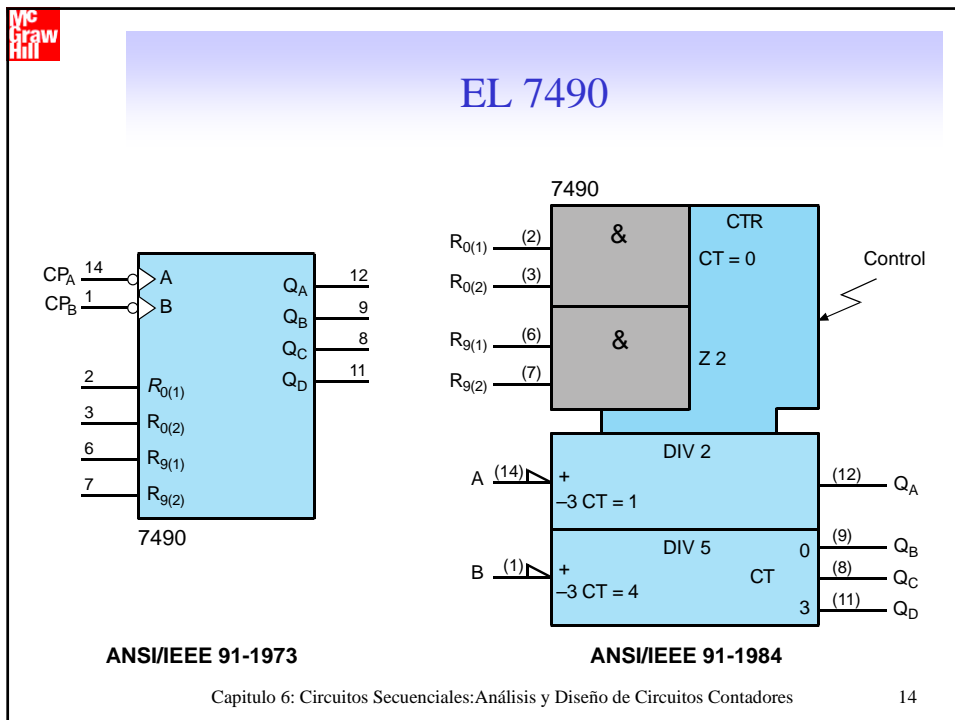 Mc
Graw
Hill
EL 7490
CPA 14 A
CPB 1 B
QA 12
QB 9
QC 8
QD 11
2 R0(1)
3 R0(2)
6 R9(1)
7 R9(2)
7490
ANSI/IEEE 91-1973
7490
R0(1) (2)
R0(2) (3)
&
R9(1) (6)
R9(2) (7)
&
CTR
CT = 0
Z 2
Control
DIV 2
A (14) +
–3 CT = 1
(12) QA
DIV 5
B (1) +
–3 CT = 4
CT
0 (9) QB
(8) QC
3 (11) QD
ANSI/IEEE 91-1984
Capitulo 6: Circuitos Secuenciales:Análisis y Diseño de Circuitos Contadores 14